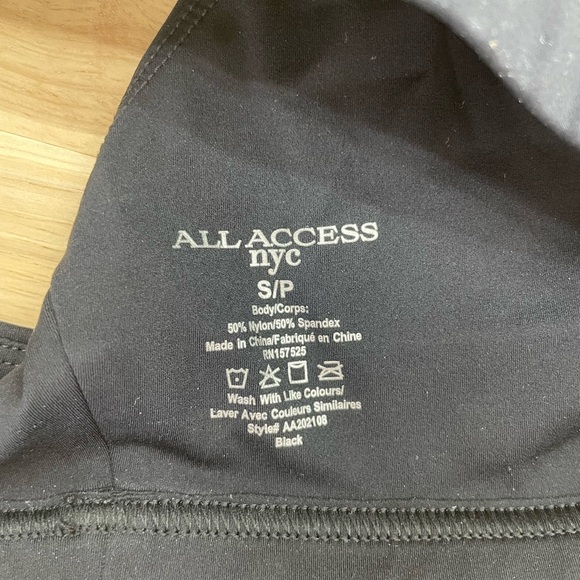 ALL ACCESS
nyc
S/P
Body/Corps:
50% Nylon/50% Spandex
Made in China/Fabriqué en Chine
RN157525
Wash With Like Colours/
Laver Avec Couleurs Similaires
Style# AA202108
Black